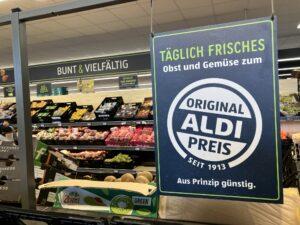 BUNT & VIELFÄLTIG
TÄGLICH FRISCHES
Obst und Gemüse zum
ORIGINAL
ALDI
PREIS
SEIT 1913
Aus Prinzip günstig.